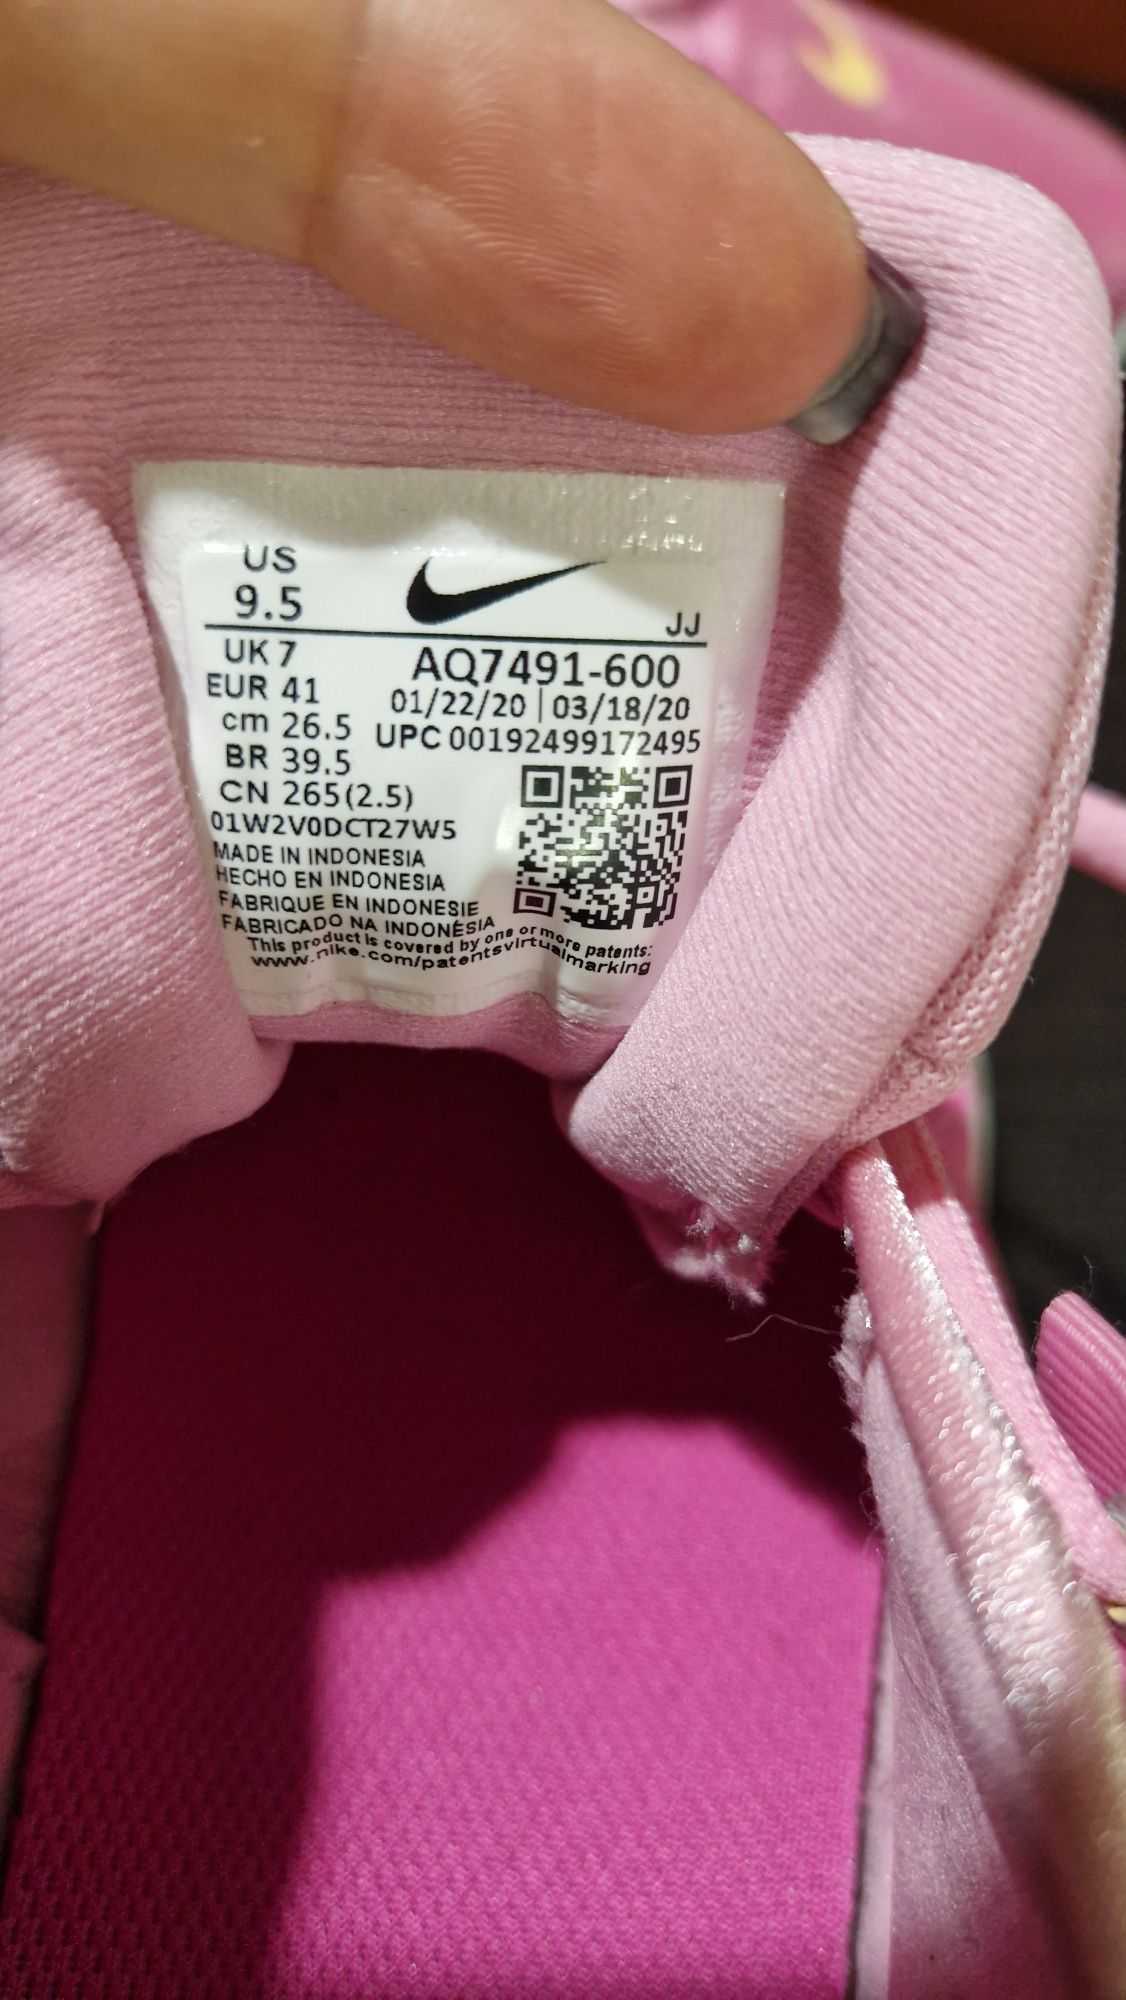 US
9.5
JJ
UK 7
EUR 41
cm 26.5
BR 39.5
CN 265(2.5)
AQ7491-600
01/22/20 | 03/18/20
UPC 00192499172495
01W2V0DCT27W5
MADE IN INDONESIA
HECHO EN INDONESIA
FABRIQUE EN INDONESIE
FABRICADO NA INDONÉSIA
This product is covered by one or more patents:
www.nike.com/patentsvirtualmarking